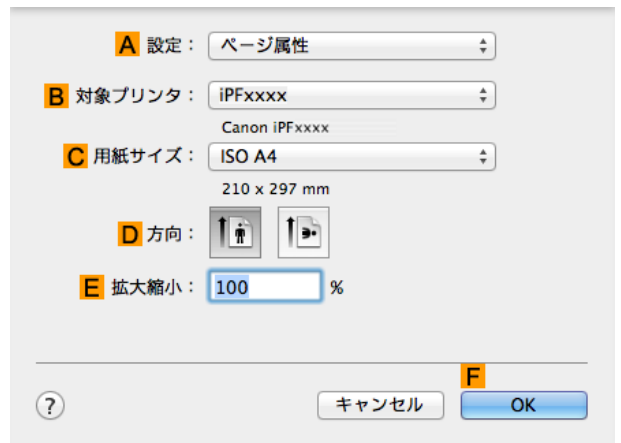 A 設定： ページ属性
B 対象プリンタ： iPFxxxx
Canon iPFxxxx
C 用紙サイズ： ISO A4
210 x 297 mm
D 方向：
E 拡大縮小： 100 %
F
? キャンセル OK